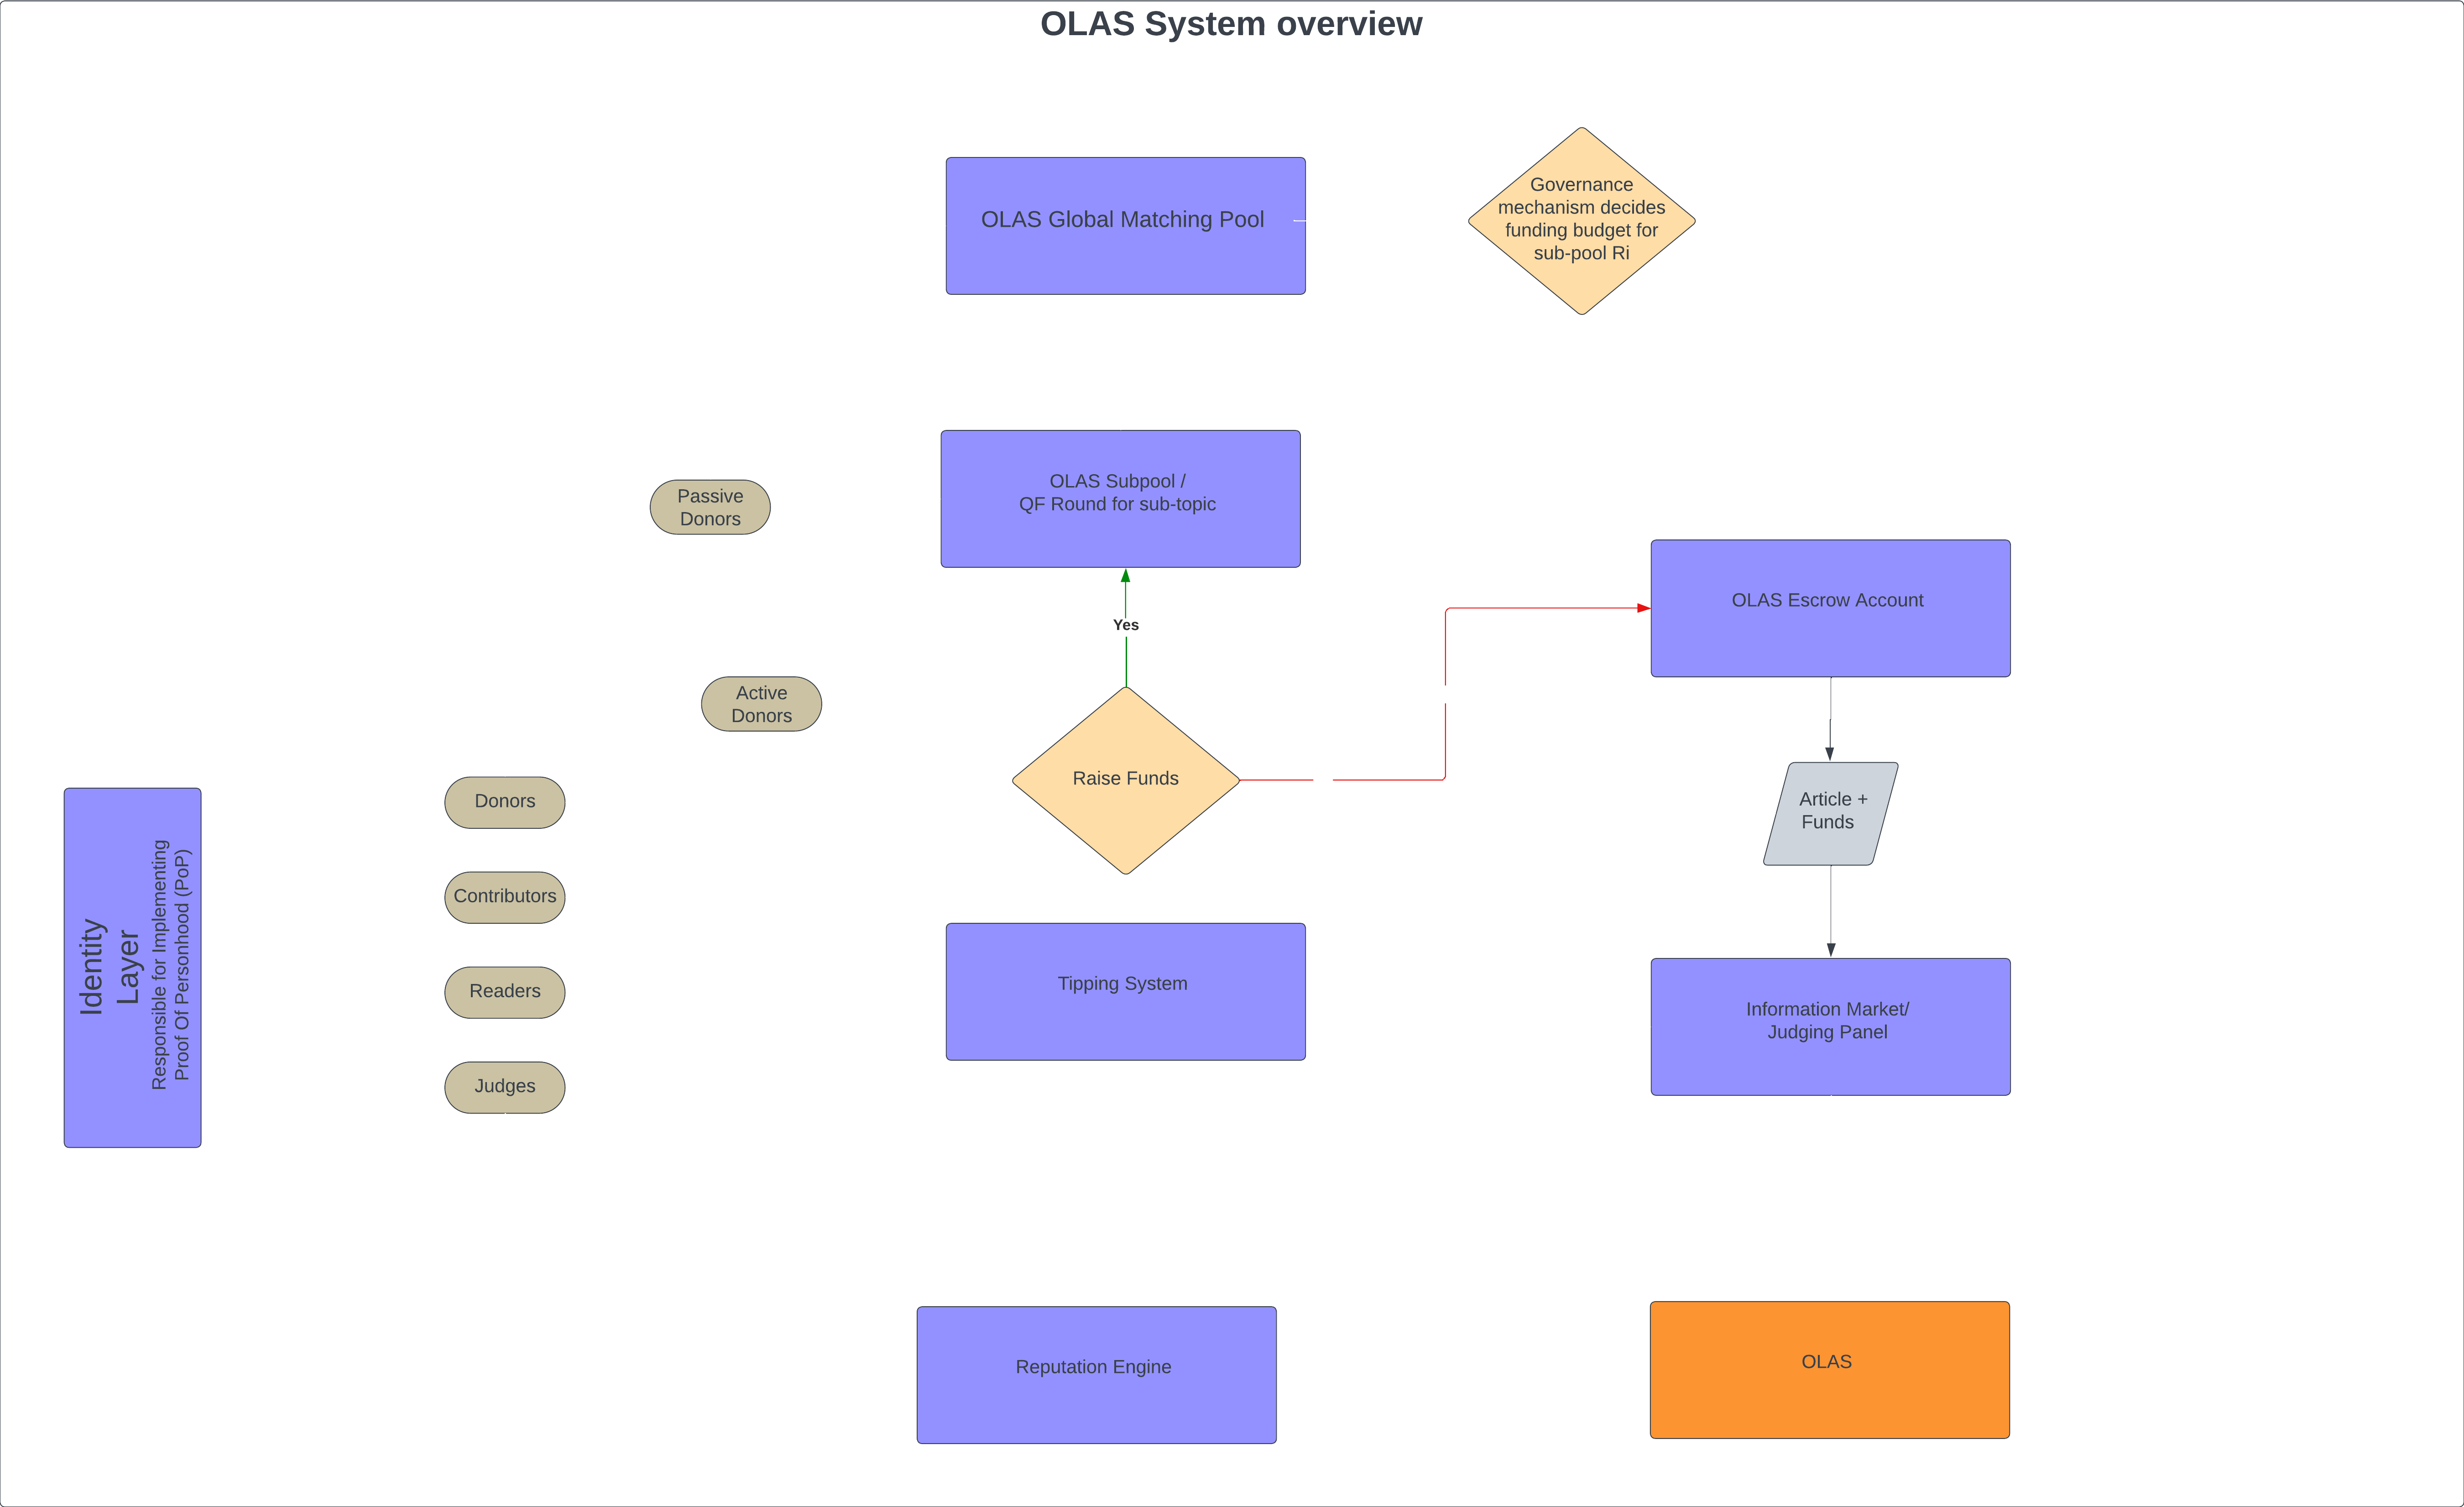 OLAS System overview
OLAS Global Matching Pool
Governance
mechanism decides
funding budget for
sub-pool Ri
OLAS Subpool /
QF Round for sub-topic
Passive
Donors
OLAS Escrow Account
Yes
Active
Donors
Raise Funds
Article +
Funds
Donors
Contributors
Readers
Judges
Identity
Layer
Responsible for Implementing
Proof Of Personhood (PoP)
Tipping System
Information Market/
Judging Panel
Reputation Engine
OLAS